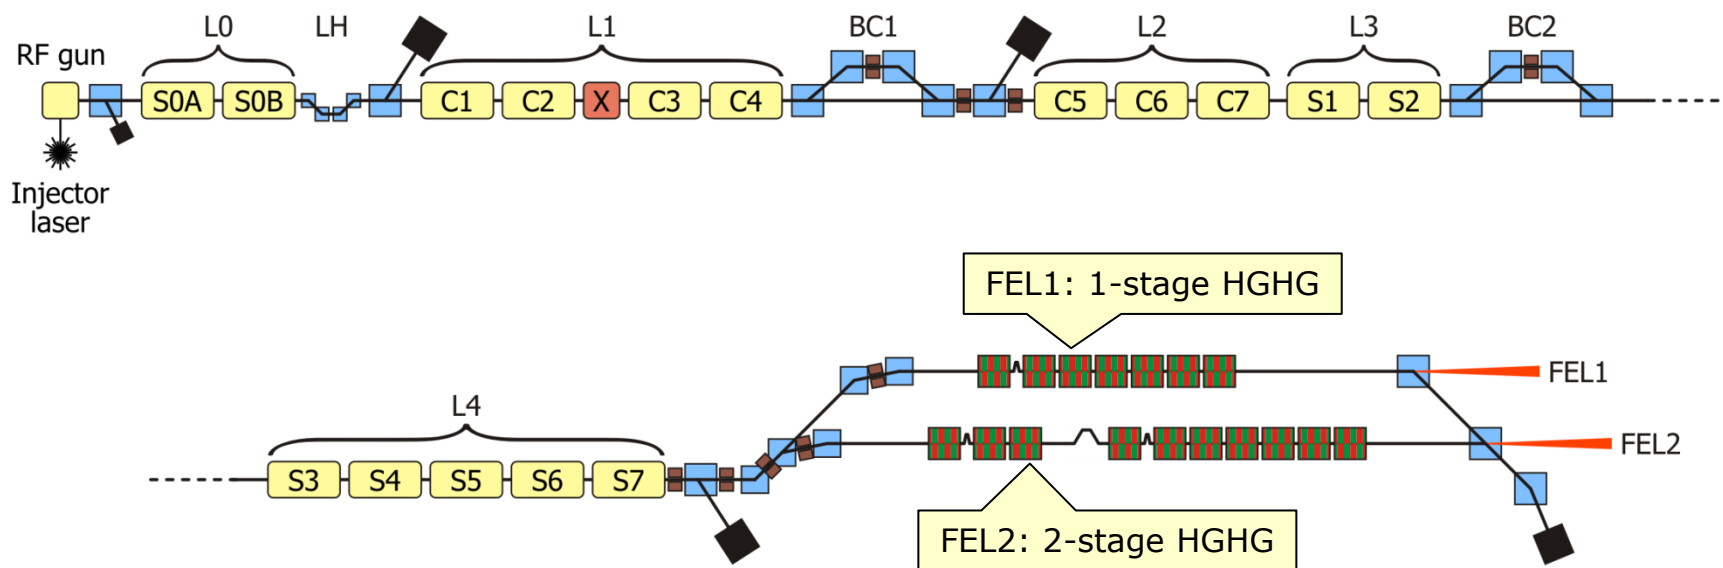 L0 LH L1 BC1 L2 L3 BC2
RF gun
S0A S0B C1 C2 X C3 C4 C5 C6 C7 S1 S2
Injector
laser
FEL1: 1-stage HGHG
FEL1
L4
FEL2
S3 S4 S5 S6 S7
FEL2: 2-stage HGHG